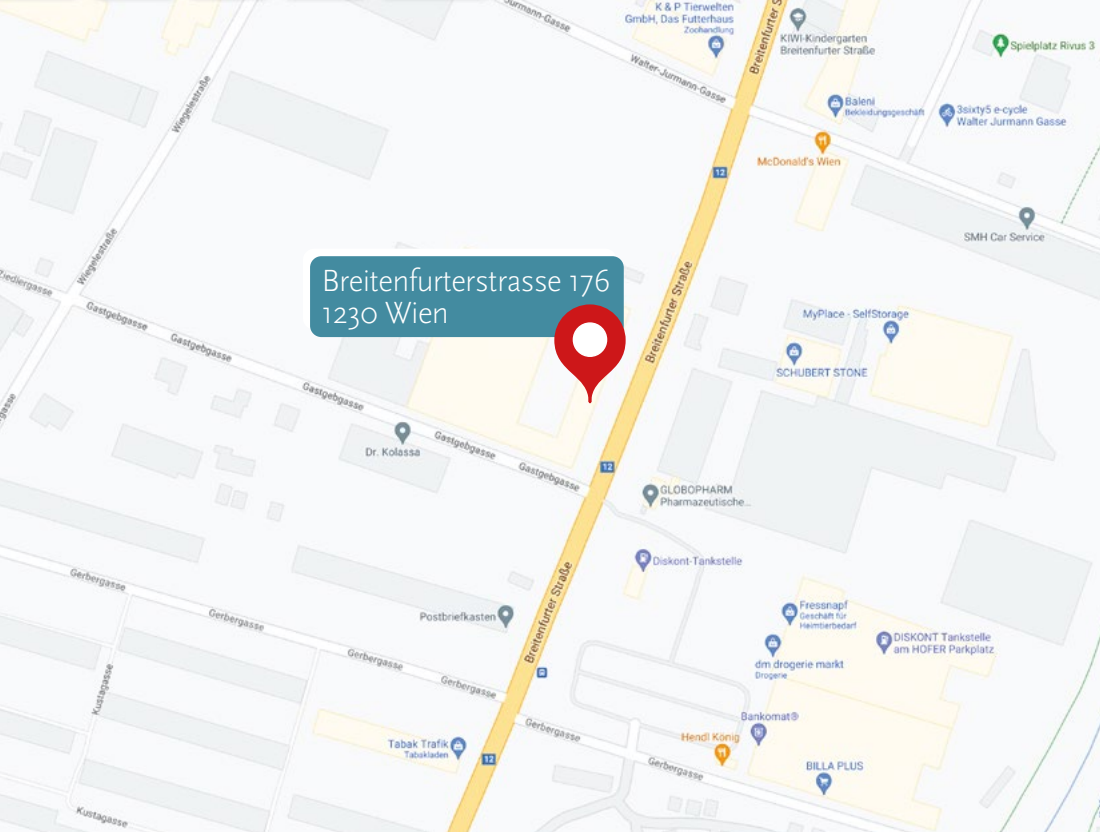 urmann-Gasse
K & P Tierwelten
GmbH, Das Futterhaus
Zoohandlung
Breitenfurter S
KIWI-Kindergarten
Breitenfurter Straße
Spielplatz Rivus 3
Walter-Jurmann-Gasse
Wiegelestraße
Baleni
Bekleidungsgeschäft
3sixty5 e-cycle
Walter Jurmann Gasse
McDonald's Wien
12
SMH Car Service
Wiegelestraße
iedlergasse
Breitenfurterstrasse 176
1230 Wien
Breitenfurter Straße
Gastgebgasse
Gastgebgasse
MyPlace - SelfStorage
SCHUBERT STONE
Gastgebgasse
gasse
Dr. Kolassa
Gastgebgasse
Gastgebgasse
12
GLOBOPHARM
Pharmazeutische...
Diskont-Tankstelle
Gerbergasse
Breitenfurter Straße
Postbriefkasten
Gerbergasse
Fressnapf
Geschäft für
Heimtierbedarf
DISKONT Tankstelle
am HOFER Parkplatz
dm drogerie markt
Drogerie
Gerbergasse
Gerbergasse
Kustagasse
Bankomat®
Gerbergasse
Hendl König
Tabak Trafik
Tabakladen
12
Gerbergasse
BILLA PLUS
Kustagasse